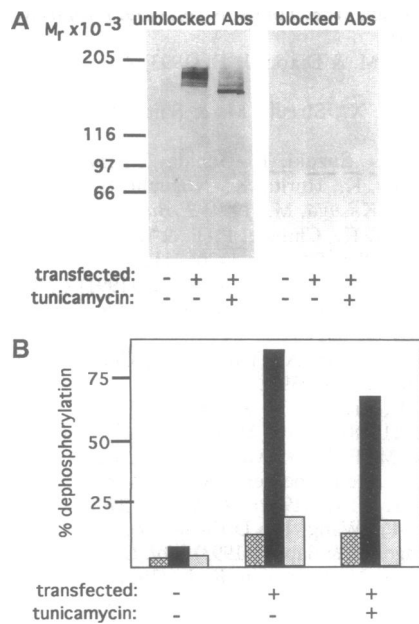 A
Mr x10-3 unblocked Abs blocked Abs
205
116
97
66
transfected: - + + - + +
tunicamycin: - - + - - +
B
% dephosphorylation
75
50
25
transfected: - + +
tunicamycin: - - +